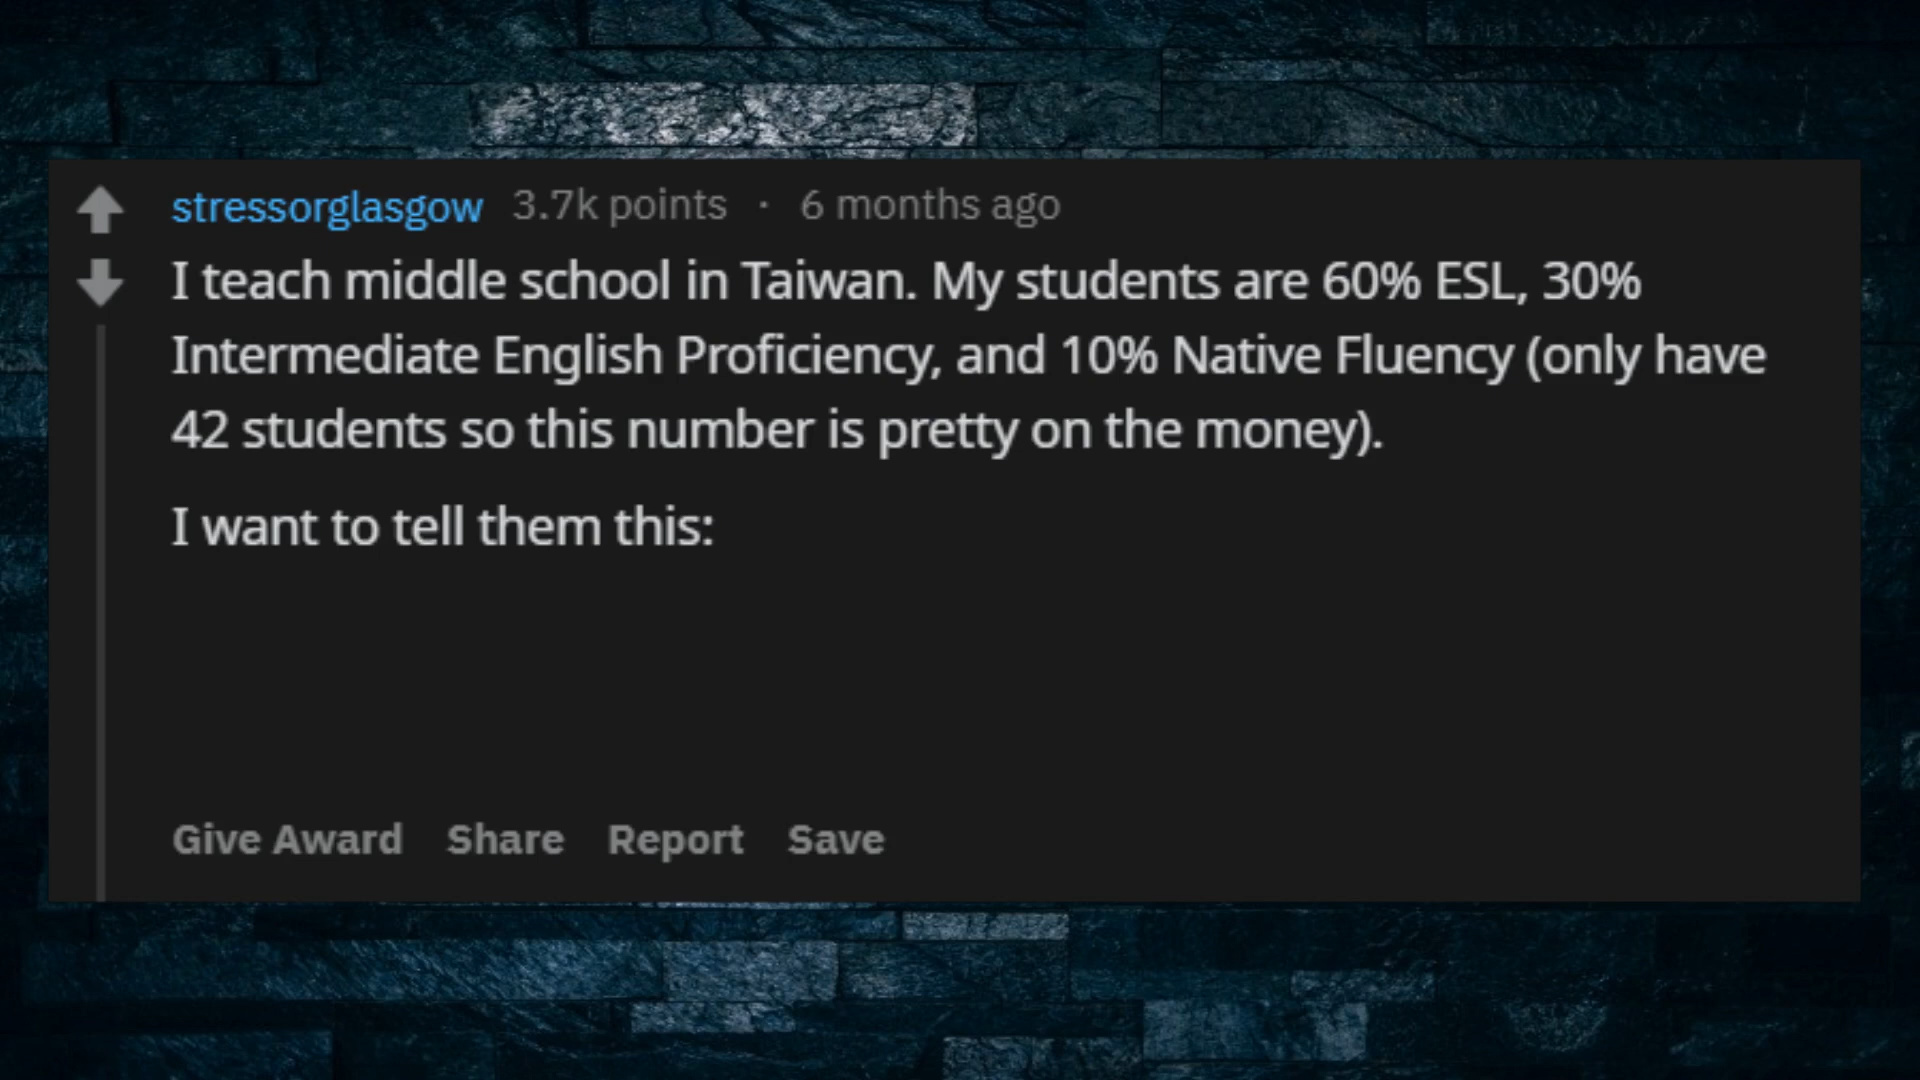 stressorglasgow 3.7k points · 6 months ago
I teach middle school in Taiwan. My students are 60% ESL, 30%
Intermediate English Proficiency, and 10% Native Fluency (only have
42 students so this number is pretty on the money).
I want to tell them this:
Give Award Share Report Save